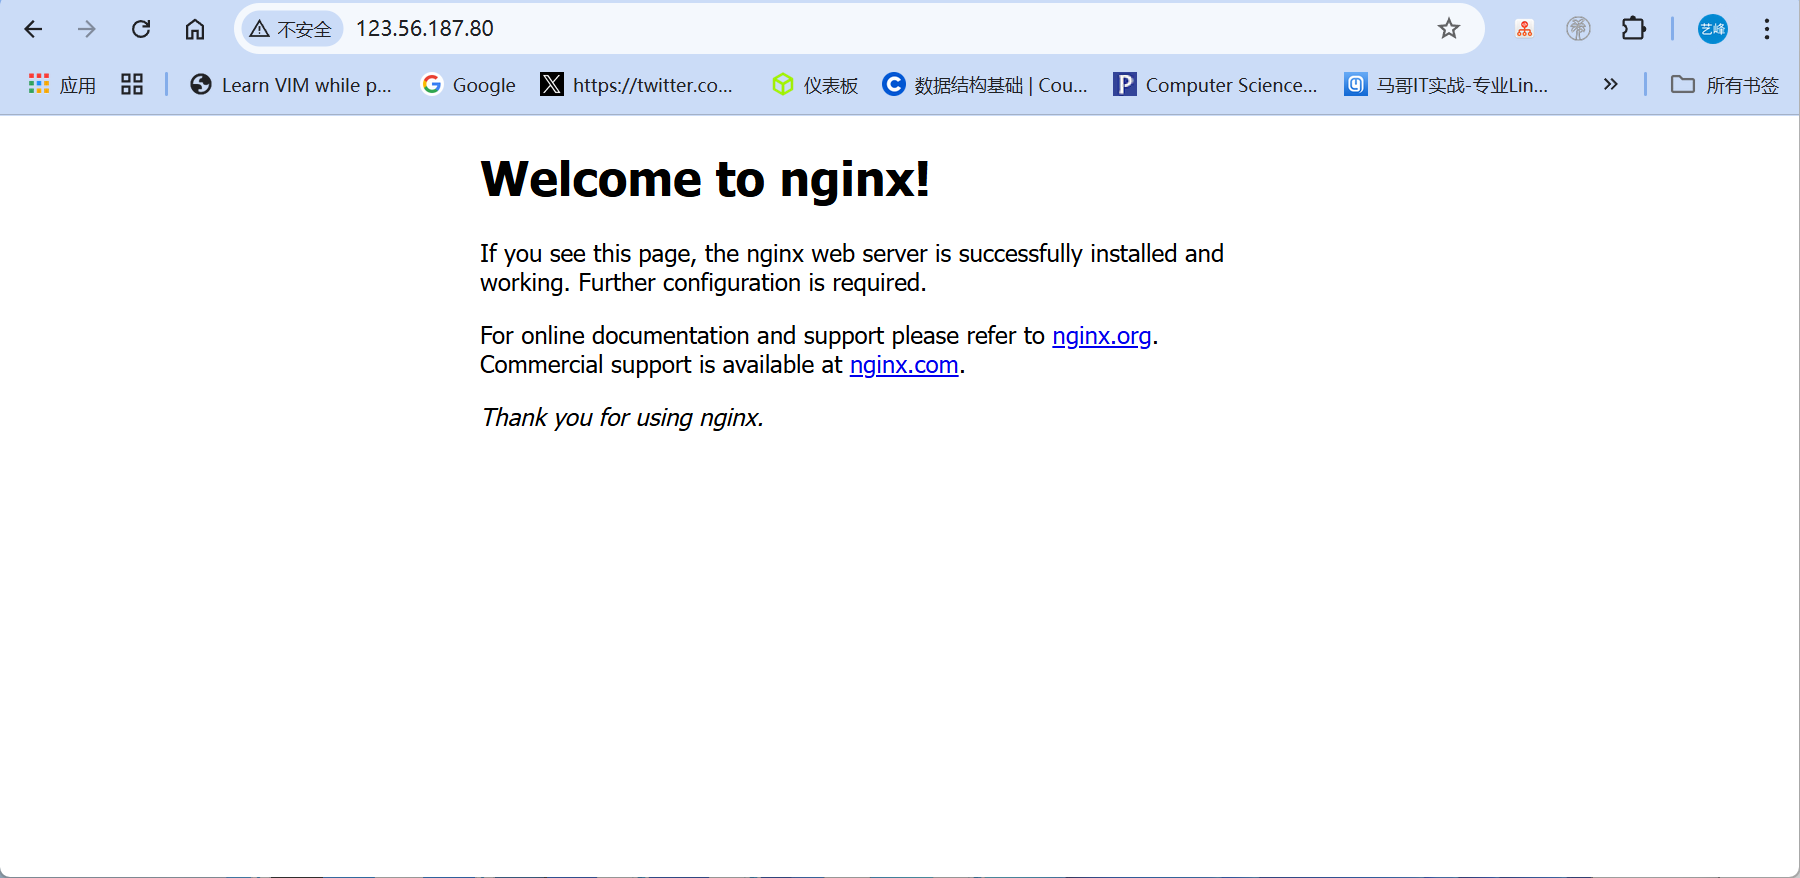 不安全 123.56.187.80 艺峰
应用 Learn VIM while p... Google https://twitter.co... 仪表板 数据结构基础 | Cou... Computer Science... 马哥IT实战-专业Lin... 所有书签
Welcome to nginx!
If you see this page, the nginx web server is successfully installed and
working. Further configuration is required.
For online documentation and support please refer to nginx.org.
Commercial support is available at nginx.com.
Thank you for using nginx.